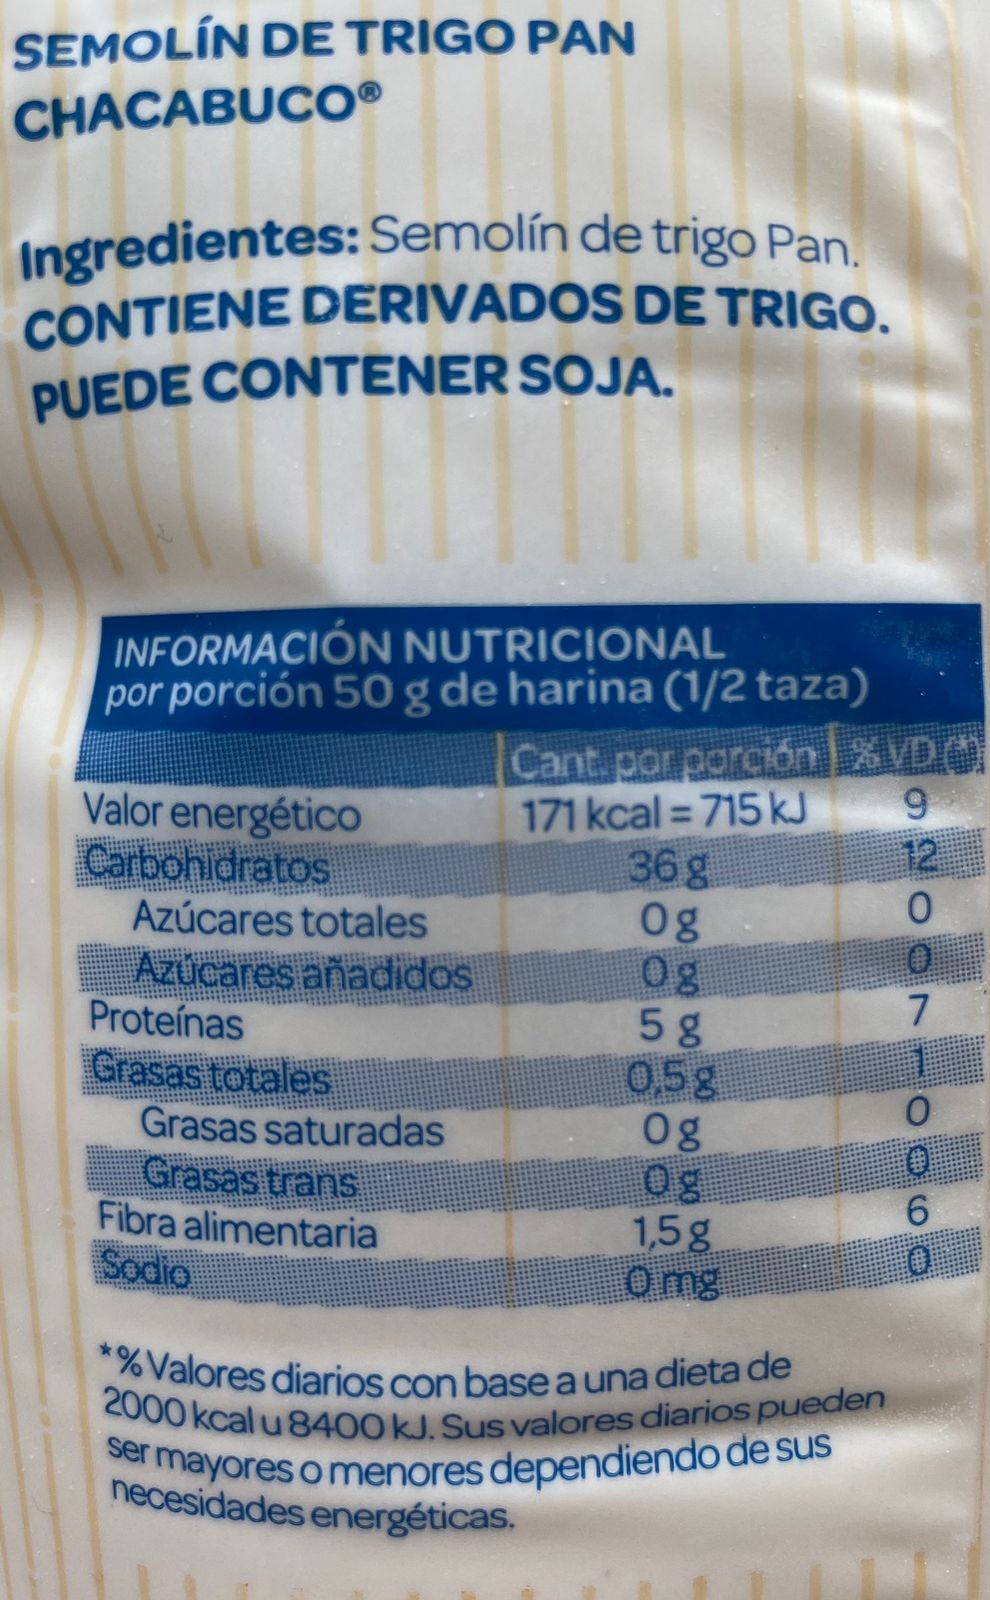 SEMOLÍN DE TRIGO PAN
CHACABUCO®
Ingredientes: Semolín de trigo Pan.
CONTIENE DERIVADOS DE TRIGO.
PUEDE CONTENER SOJA.
INFORMACIÓN NUTRICIONAL
por porción 50 g de harina (1/2 taza)
Cant. por porción % VD (*)
Valor energético 171 kcal = 715 kJ 9
Carbohidratos 36 g 12
Azúcares totales 0 g 0
Azúcares añadidos 0 g 0
Proteínas 5 g 7
Grasas totales 0,5 g 1
Grasas saturadas 0 g 0
Grasas trans 0 g 0
Fibra alimentaria 1,5 g 6
Sodio 0 mg 0
*% Valores diarios con base a una dieta de
2000 kcal u 8400 kJ. Sus valores diarios pueden
ser mayores o menores dependiendo de sus
necesidades energéticas.